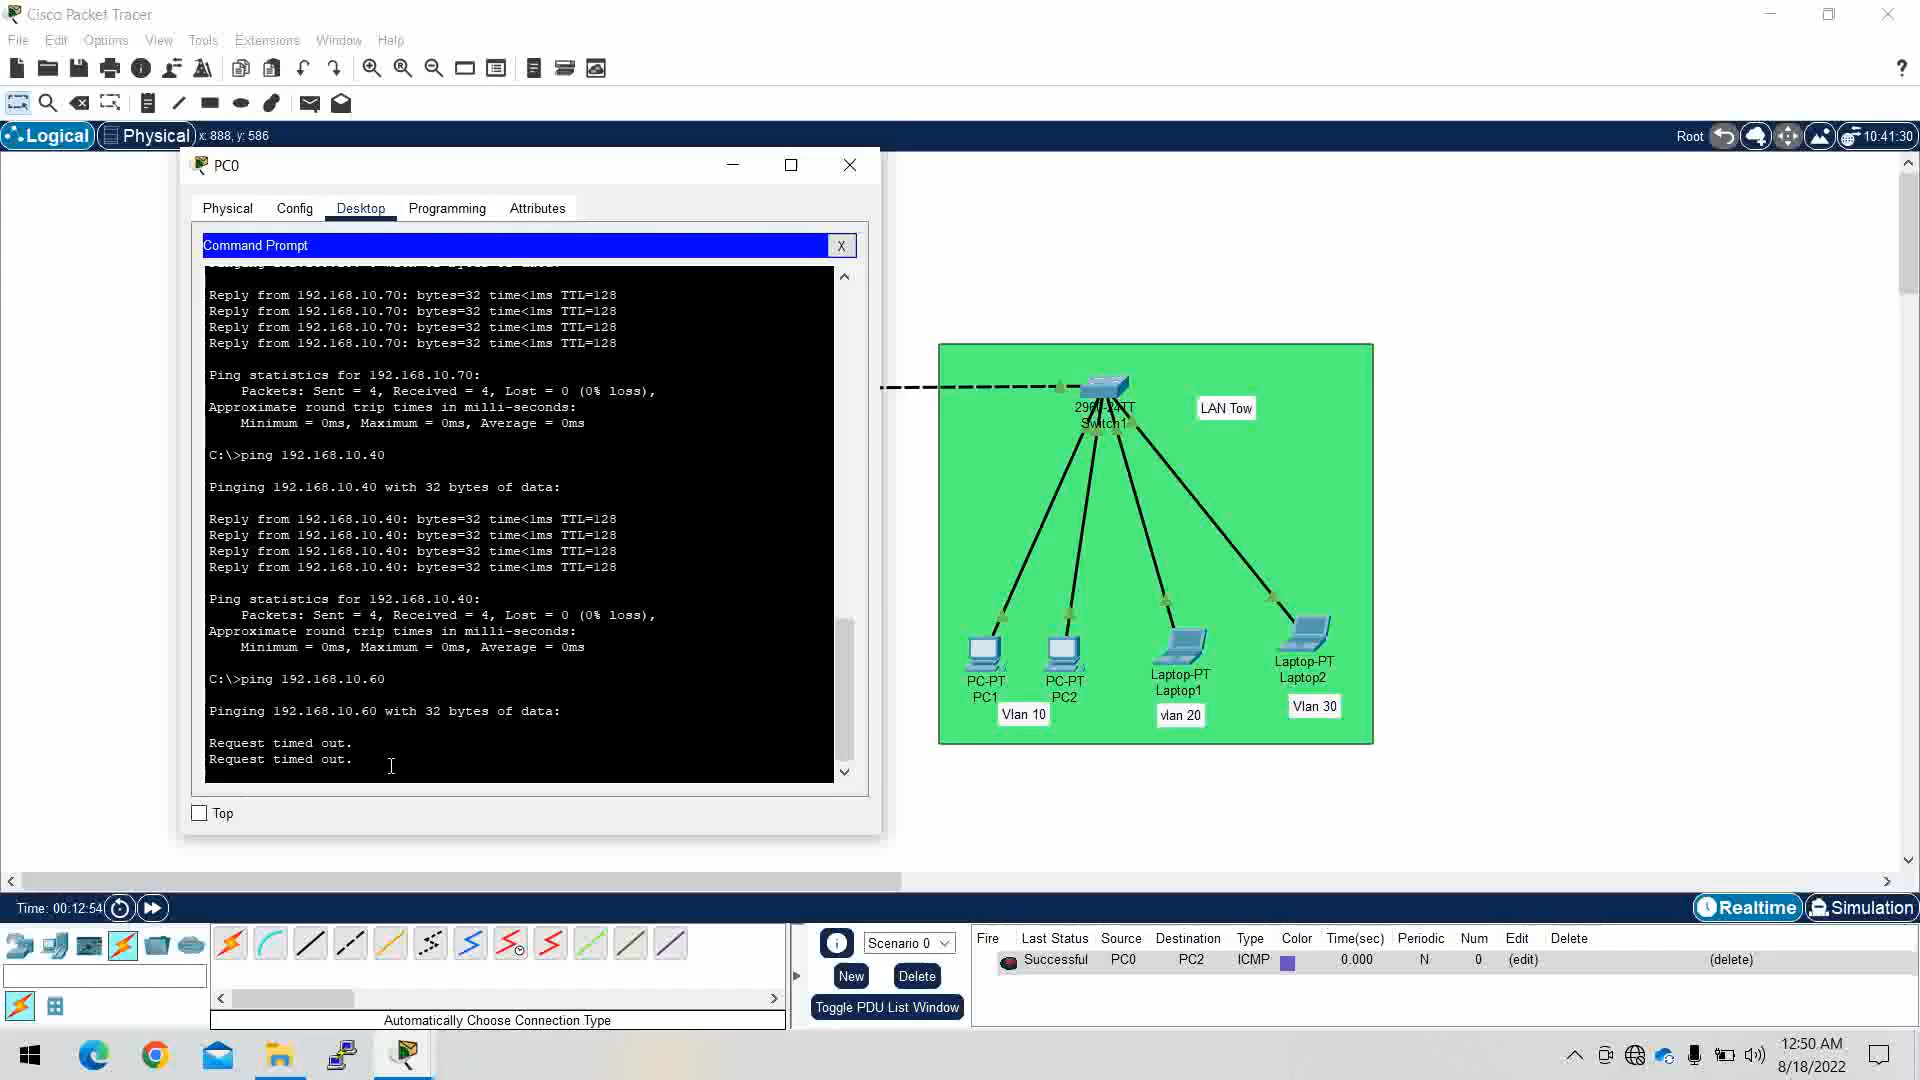 Cisco Packet Tracer
File Edit Options View Tools Extensions Window Help
?
Logical Physical x: 888, y: 586
Root 10:41:30
PC0
Physical Config Desktop Programming Attributes
Command Prompt X
Reply from 192.168.10.70: bytes=32 time<1ms TTL=128
Reply from 192.168.10.70: bytes=32 time<1ms TTL=128
Reply from 192.168.10.70: bytes=32 time<1ms TTL=128
Reply from 192.168.10.70: bytes=32 time<1ms TTL=128
Ping statistics for 192.168.10.70:
Packets: Sent = 4, Received = 4, Lost = 0 (0% loss),
Approximate round trip times in milli-seconds:
Minimum = 0ms, Maximum = 0ms, Average = 0ms
C:\>ping 192.168.10.40
Pinging 192.168.10.40 with 32 bytes of data:
Reply from 192.168.10.40: bytes=32 time<1ms TTL=128
Reply from 192.168.10.40: bytes=32 time<1ms TTL=128
Reply from 192.168.10.40: bytes=32 time<1ms TTL=128
Reply from 192.168.10.40: bytes=32 time<1ms TTL=128
Ping statistics for 192.168.10.40:
Packets: Sent = 4, Received = 4, Lost = 0 (0% loss),
Approximate round trip times in milli-seconds:
Minimum = 0ms, Maximum = 0ms, Average = 0ms
C:\>ping 192.168.10.60
Pinging 192.168.10.60 with 32 bytes of data:
Request timed out.
Request timed out.
Top
LAN Tow
Switch1
PC-PT
PC1
PC-PT
PC2
Vlan 10
Laptop-PT
Laptop1
vlan 20
Laptop-PT
Laptop2
Vlan 30
Time: 00:12:54
Realtime Simulation
Automatically Choose Connection Type
Scenario 0
New Delete
Toggle PDU List Window
Fire Last Status Source Destination Type Color Time(sec) Periodic Num Edit Delete
Successful PC0 PC2 ICMP 0.000 N 0 (edit) (delete)
12:50 AM
8/18/2022